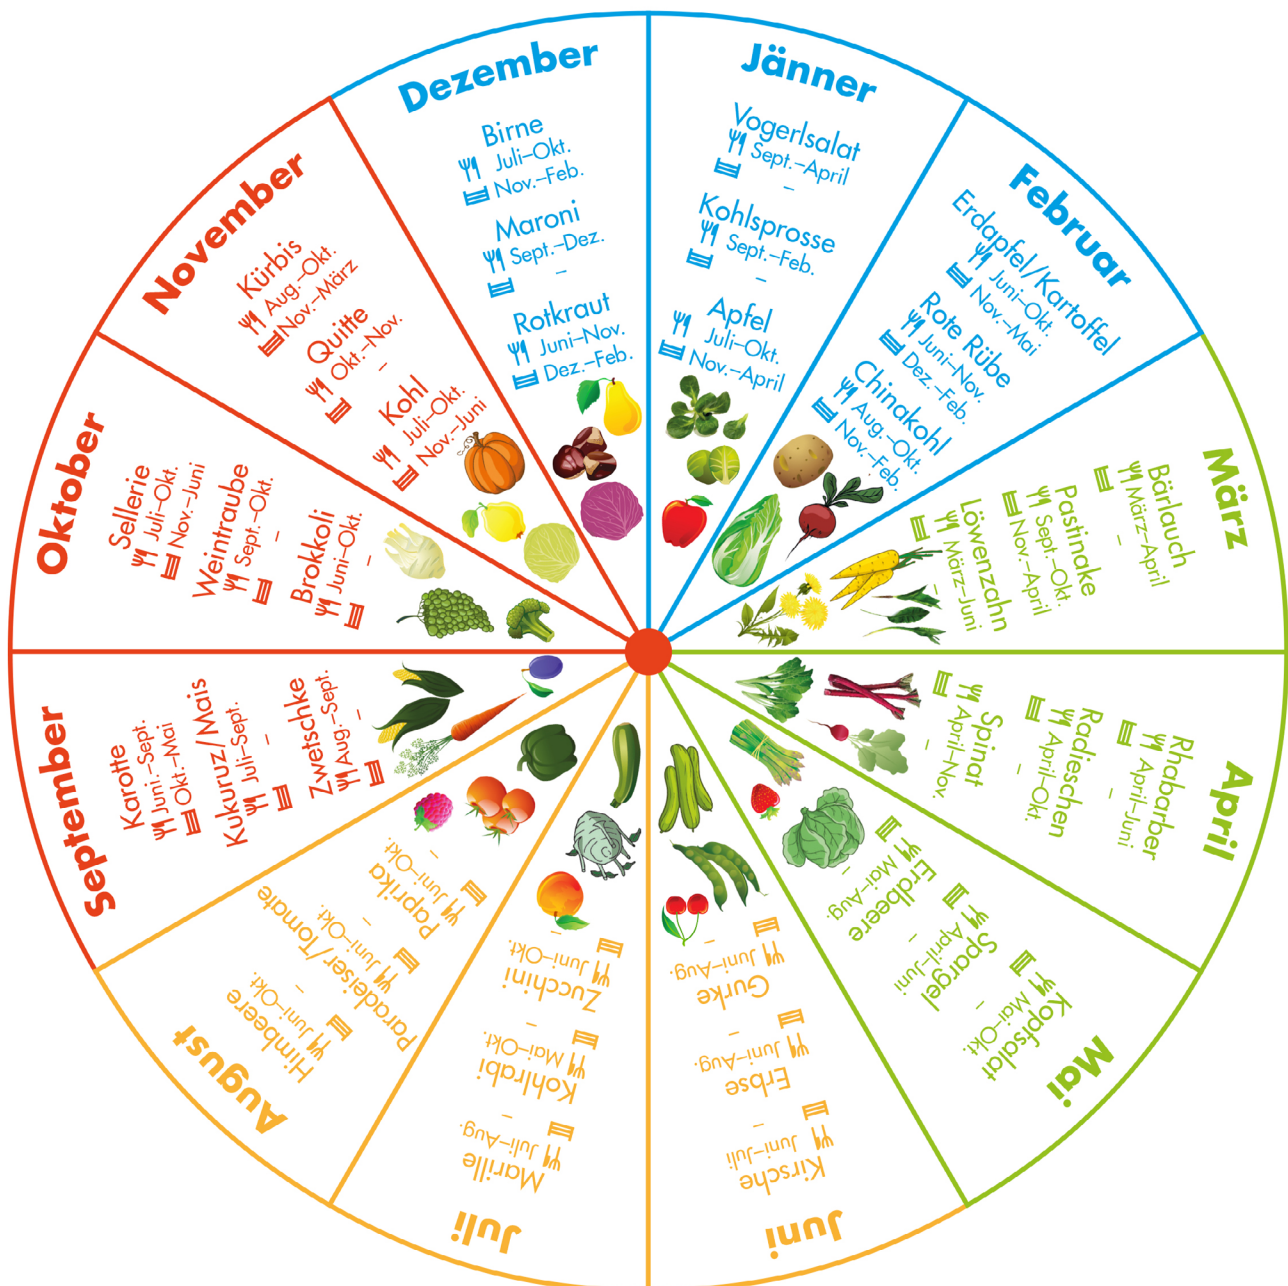 Jänner
Vogerlsalat
Sept.–April
–
Kohlsprosse
Sept.–Feb.
–
Apfel
Juli–Okt.
Nov.–April
Februar
Erdapfel/Kartoffel
Juni–Okt.
Nov.–Mai
Rote Rübe
Juni–Nov.
Dez.–Feb.
Chinakohl
Aug.–Okt.
Nov.–Feb.
März
Bärlauch
März–April
–
Pastinake
Sept.–Okt.
Nov.–April
Löwenzahn
März–Juni
–
April
Rhabarber
April–Juni
–
Radieschen
April–Okt.
–
Spinat
April–Nov.
–
Mai
Kopfsalat
Mai–Okt.
–
Spargel
April–Juni
–
Erdbeere
Mai–Aug.
–
Juni
Kirsche
Juni–Juli
–
Erbse
Juni–Aug.
–
Gurke
Juni–Aug.
–
Juli
Marille
Juli–Aug.
–
Kohlrabi
Mai–Okt.
–
Zucchini
Juni–Okt.
–
August
Himbeere
Juni–Okt.
–
Paradeiser/Tomate
Juni–Okt.
–
Paprika
Juni–Okt.
–
September
Karotte
Juni–Sept.
Okt.–Mai
Kukuruz/Mais
Juli–Sept.
–
Zwetschke
Aug.–Sept.
–
Oktober
Sellerie
Juli–Okt.
Nov.–Juni
Weintraube
Sept.–Okt.
–
Brokkoli
Juni–Okt.
–
November
Kürbis
Aug.–Okt.
Nov.–März
Quitte
Okt.–Nov.
–
Kohl
Juli–Okt.
Nov.–Juni
Dezember
Birne
Juli–Okt.
Nov.–Feb.
Maroni
Sept.–Dez.
–
Rotkraut
Juni–Nov.
Dez.–Feb.